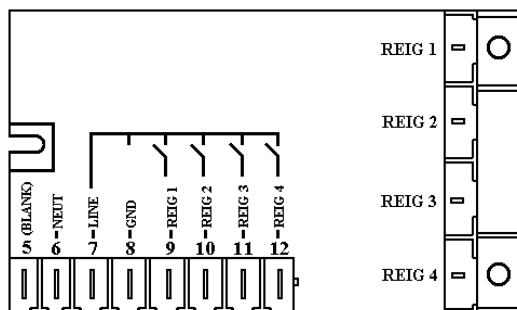 REIG 1
REIG 2
REIG 3
REIG 4
5 (BLANK)
6 -NEUT
7 -LINE
8 -GND
9 -REIG 1
10 -REIG 2
11 -REIG 3
12 -REIG 4